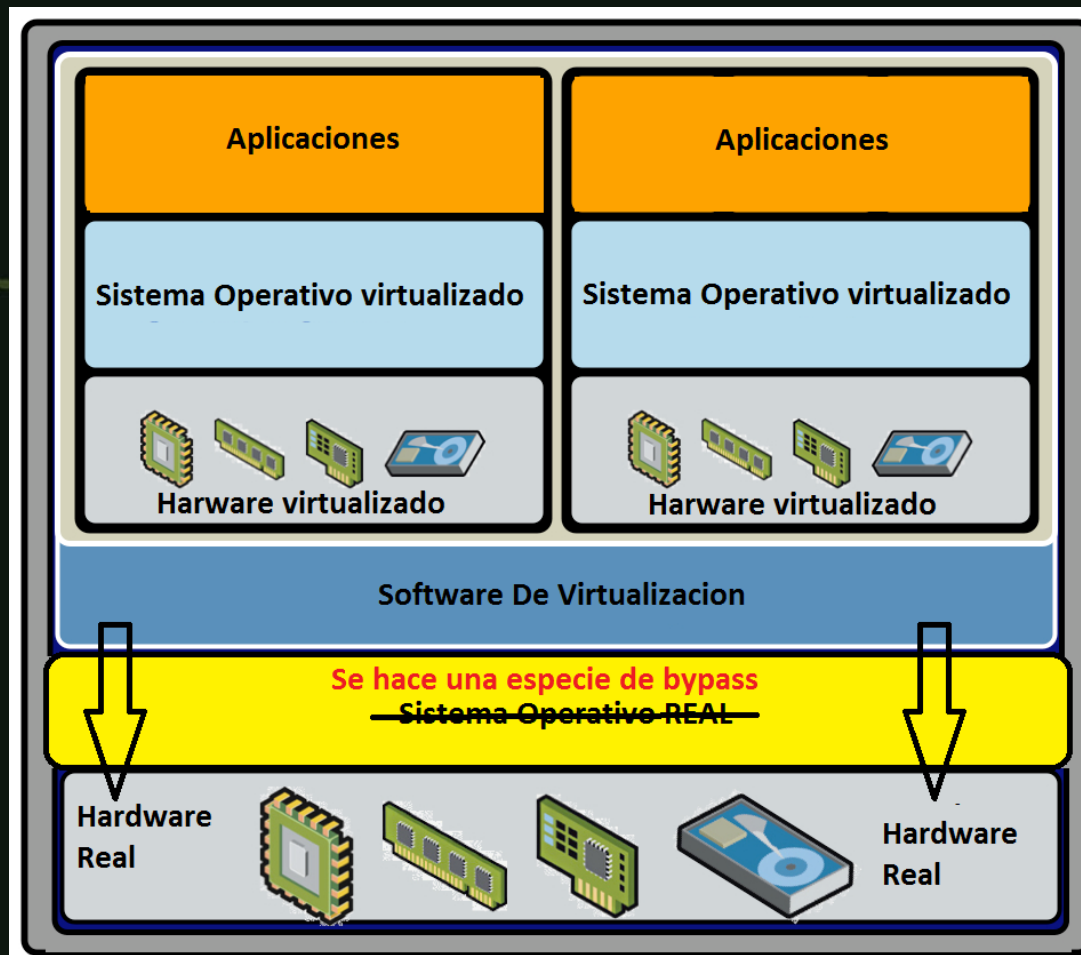 Aplicaciones
Aplicaciones
Sistema Operativo virtualizado
Sistema Operativo virtualizado
Harware virtualizado
Harware virtualizado
Software De Virtualizacion
Se hace una especie de bypass
Sistema Operativo REAL
Hardware
Real
Hardware
Real